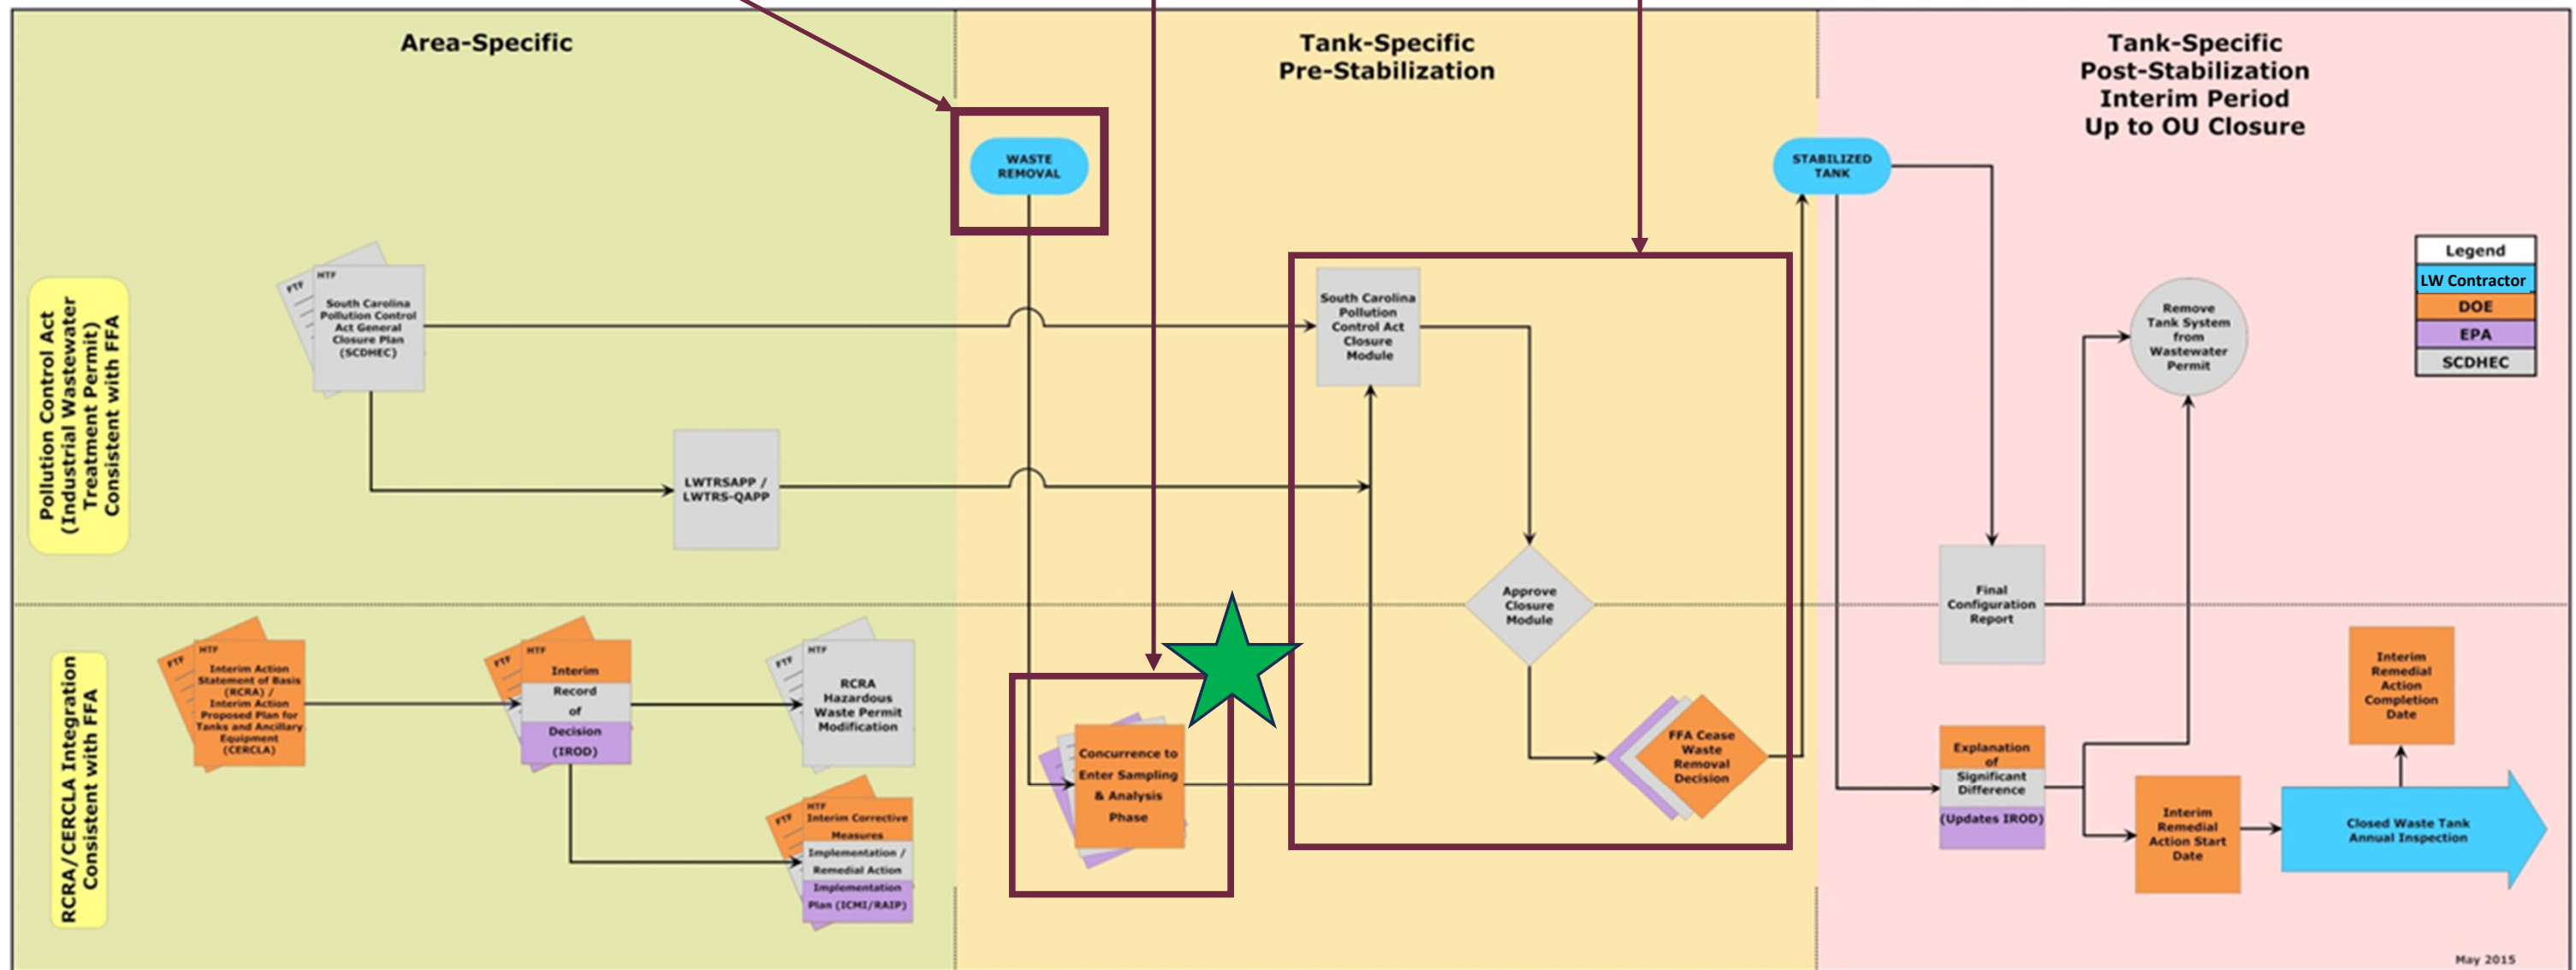 Area-Specific
Tank-Specific
Pre-Stabilization
Tank-Specific
Post-Stabilization
Interim Period
Up to OU Closure
WASTE
REMOVAL
STABILIZED
TANK
Legend
LW Contractor
DOE
EPA
SCDHEC
Pollution Control Act
(Industrial Wastewater
Treatment Permit)
Consistent with FFA
FTF
HTF
South Carolina
Pollution Control
Act General
Closure Plan
(SCDHEC)
South Carolina
Pollution
Control Act
Closure
Module
Remove
Tank System
from
Wastewater
Permit
LWTRSAPP /
LWTRS-QAPP
Approve
Closure
Module
Final
Configuration
Report
RCRA/CERCLA Integration
Consistent with FFA
FTF
HTF
Interim Action
Statement of Basis
(RCRA) /
Interim Action
Proposed Plan for
Tanks and Ancillary
Equipment
(CERCLA)
FTF
HTF
Interim
Record
of
Decision
(IROD)
FTF
HTF
RCRA
Hazardous
Waste Permit
Modification
FTF
HTF
Interim Corrective
Measures
Implementation /
Remedial Action
Implementation
Plan (ICMI/RAIP)
Concurrence to
Enter Sampling
& Analysis
Phase
FFA Cease
Waste
Removal
Decision
Explanation
of
Significant
Difference
(Updates IROD)
Interim
Remedial
Action Start
Date
Interim
Remedial
Action
Completion
Date
Closed Waste Tank
Annual Inspection
May 2015